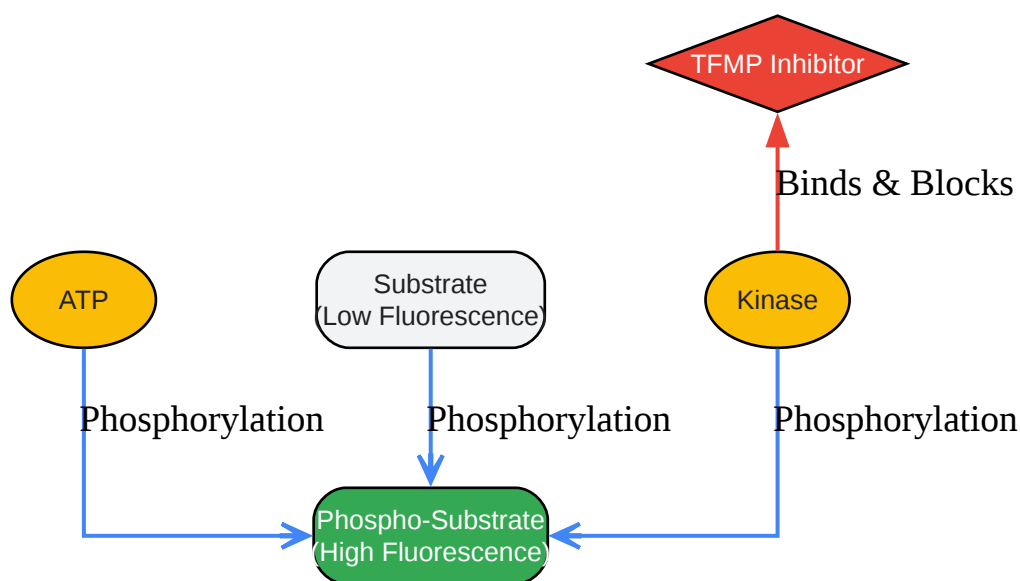 TFMP Inhibitor
Binds & Blocks
ATP
Substrate
(Low Fluorescence)
Kinase
Phosphorylation
Phosphorylation
Phosphorylation
Phospho-Substrate
(High Fluorescence)